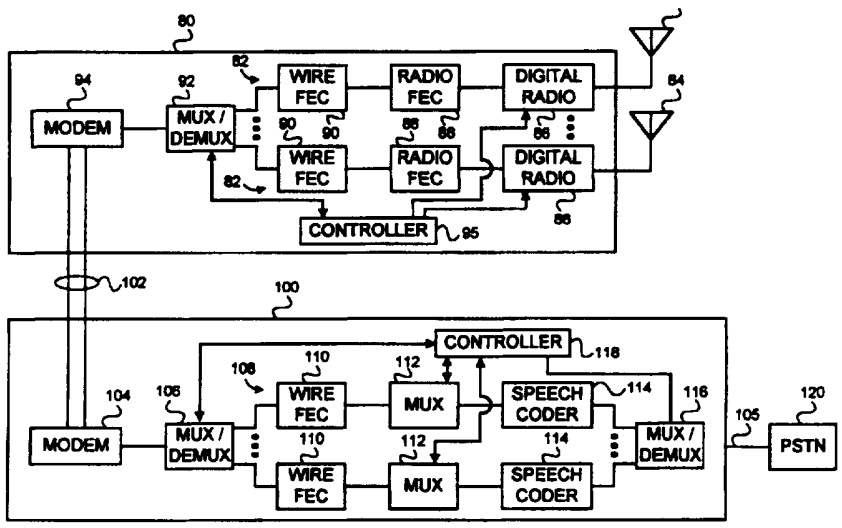 80
94
92
82
WIRE
FEC
RADIO
FEC
DIGITAL
RADIO
84
MODEM
MUX /
DEMUX
90
90
88
86
86
WIRE
FEC
RADIO
FEC
DIGITAL
RADIO
82
86
CONTROLLER
95
102
100
CONTROLLER
118
104
106
108
110
112
114
116
105
120
WIRE
FEC
MUX
SPEECH
CODER
MODEM
MUX /
DEMUX
110
112
114
MUX /
DEMUX
PSTN
WIRE
FEC
MUX
SPEECH
CODER